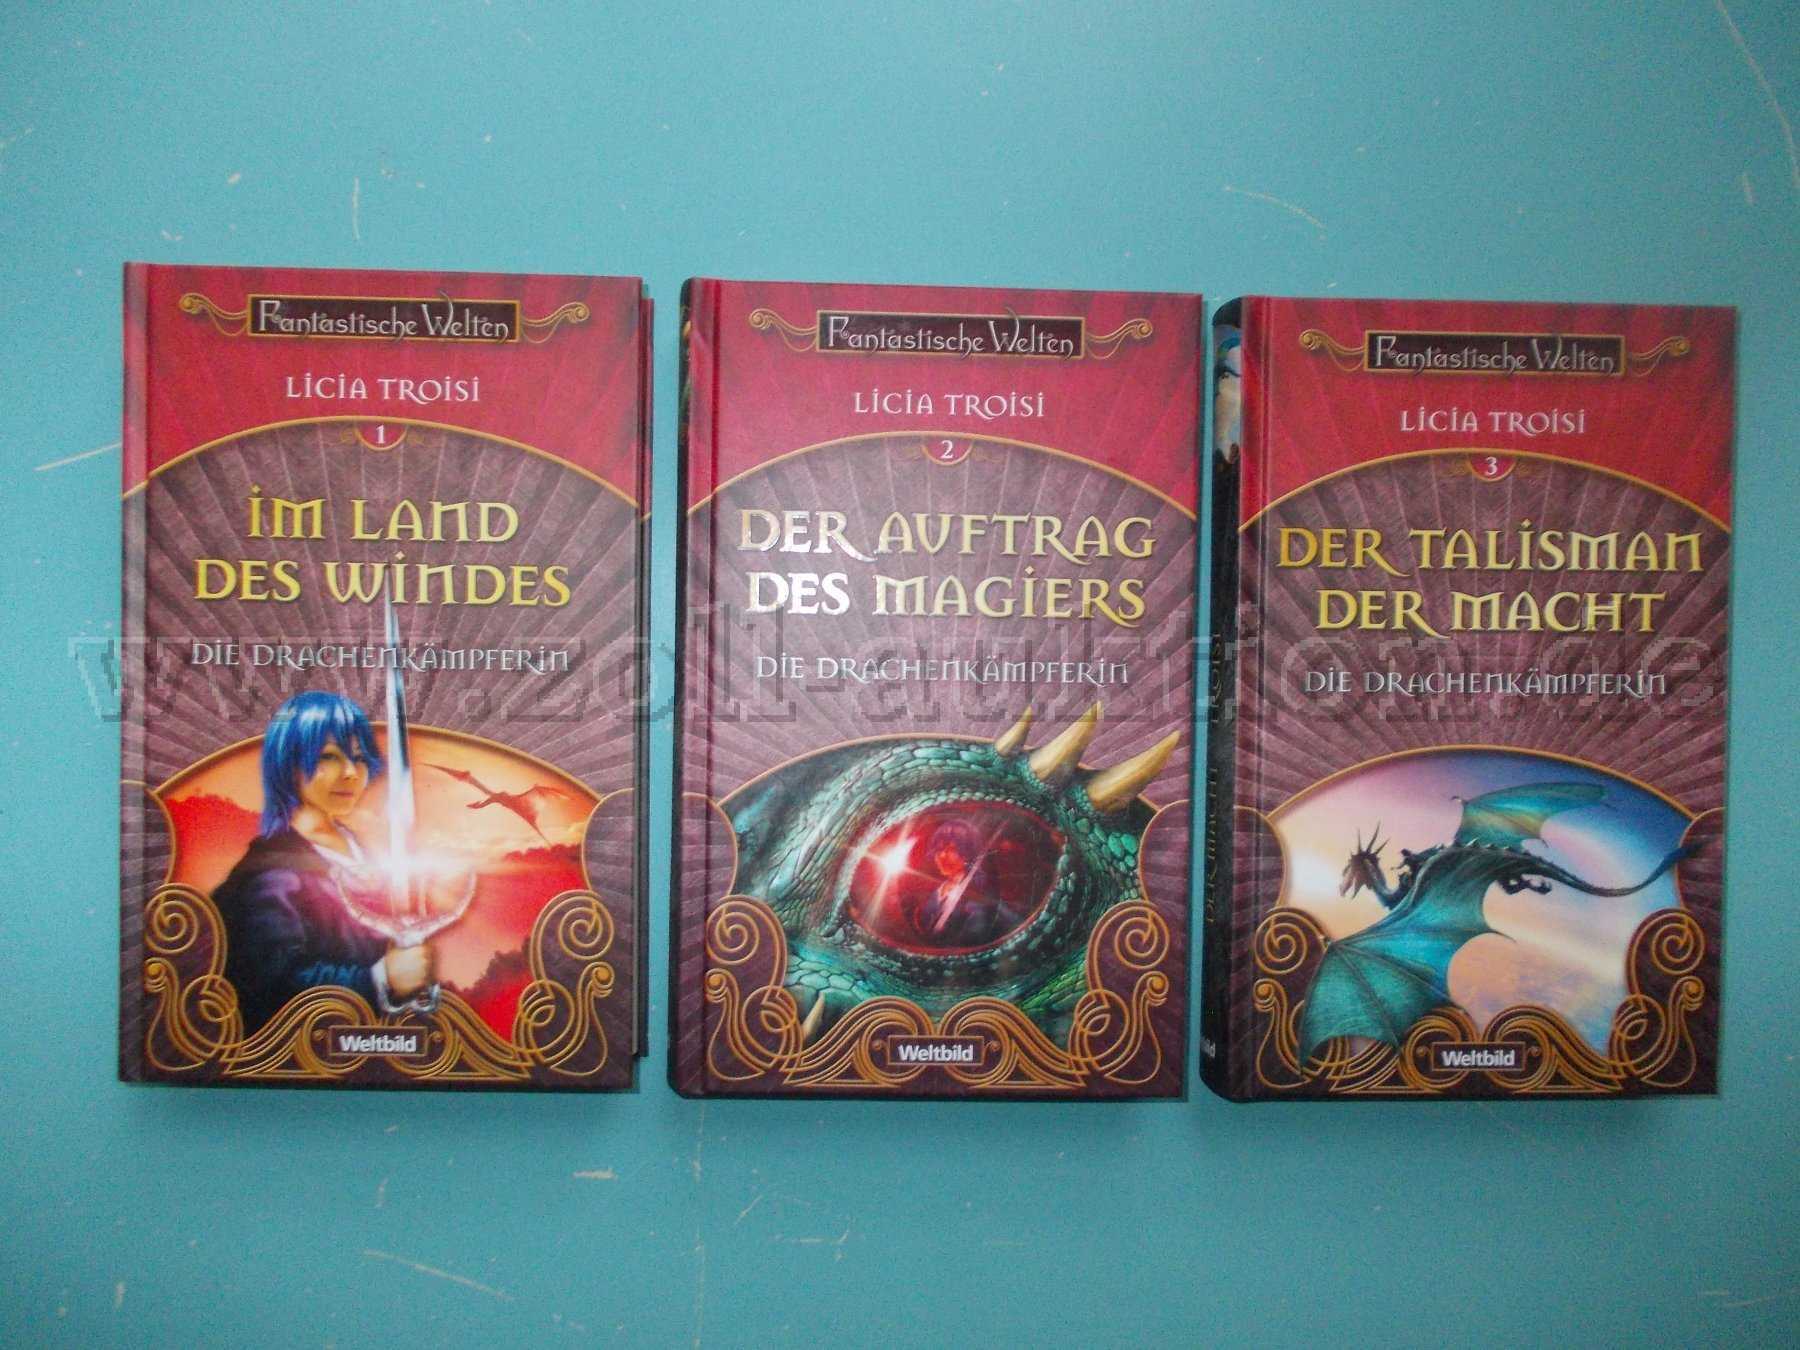 Fantastische Welten
LICIA TROISI
1
IM LAND
DES WINDES
DIE DRACHENKÄMPFERIN
Weltbild
Fantastische Welten
LICIA TROISI
2
DER AUFTRAG
DES MAGIERS
DIE DRACHENKÄMPFERIN
Weltbild
Fantastische Welten
LICIA TROISI
3
DER TALISMAN
DER MACHT
DIE DRACHENKÄMPFERIN
Weltbild
www.zoll-auktion.de